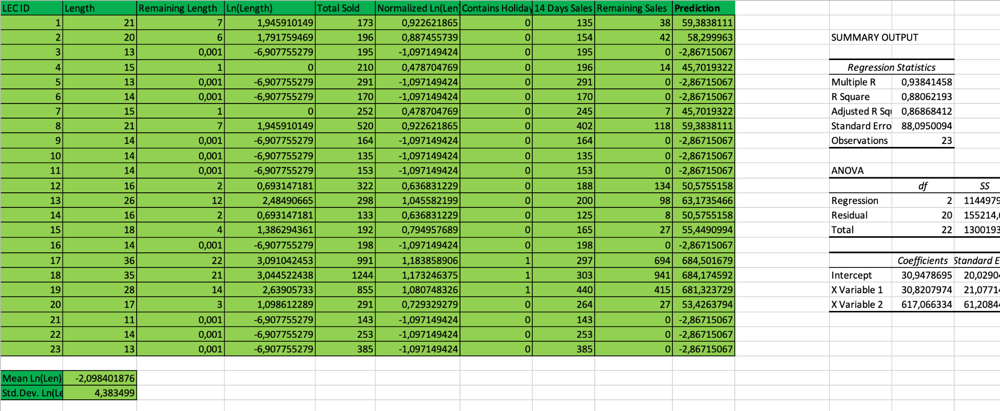 LEC ID Length Remaining Length Ln(Length) Total Sold Normalized Ln(Len) Contains Holiday 14 Days Sales Remaining Sales Prediction
1 21 7 1,945910149 173 0,922621865 0 135 38 59,3838111
2 20 6 1,791759469 196 0,887455739 0 154 42 58,299963 SUMMARY OUTPUT
3 13 0,001 -6,907755279 195 -1,097149424 0 195 0 -2,86715067
4 15 1 0 210 0,478704769 0 196 14 45,7019322 Regression Statistics
5 13 0,001 -6,907755279 291 -1,097149424 0 291 0 -2,86715067 Multiple R 0,93841458
6 14 0,001 -6,907755279 170 -1,097149424 0 170 0 -2,86715067 R Square 0,88062193
7 15 1 0 252 0,478704769 0 245 7 45,7019322 Adjusted R Squ 0,86868412
8 21 7 1,945910149 520 0,922621865 0 402 118 59,3838111 Standard Erro 88,0950094
9 14 0,001 -6,907755279 164 -1,097149424 0 164 0 -2,86715067 Observations 23
10 14 0,001 -6,907755279 135 -1,097149424 0 135 0 -2,86715067
11 14 0,001 -6,907755279 153 -1,097149424 0 153 0 -2,86715067 ANOVA
12 16 2 0,693147181 322 0,636831229 0 188 134 50,5755158 df SS
13 26 12 2,48490665 298 1,045582199 0 200 98 63,1735466 Regression 2 1144979
14 16 2 0,693147181 133 0,636831229 0 125 8 50,5755158 Residual 20 155214,
15 18 4 1,386294361 192 0,794957689 0 165 27 55,4490994 Total 22 1300193
16 14 0,001 -6,907755279 198 -1,097149424 0 198 0 -2,86715067
17 36 22 3,091042453 991 1,183858906 1 297 694 684,501679 Coefficients Standard E
18 35 21 3,044522438 1244 1,173246375 1 303 941 684,174592 Intercept 30,9478695 20,0290
19 28 14 2,63905733 855 1,080748326 1 440 415 681,323729 X Variable 1 30,8207974 21,0771
20 17 3 1,098612289 291 0,729329279 0 264 27 53,4263794 X Variable 2 617,066334 61,2084
21 11 0,001 -6,907755279 143 -1,097149424 0 143 0 -2,86715067
22 14 0,001 -6,907755279 253 -1,097149424 0 253 0 -2,86715067
23 13 0,001 -6,907755279 385 -1,097149424 0 385 0 -2,86715067
Mean Ln(Len) -2,098401876
Std.Dev. Ln(Le 4,383499